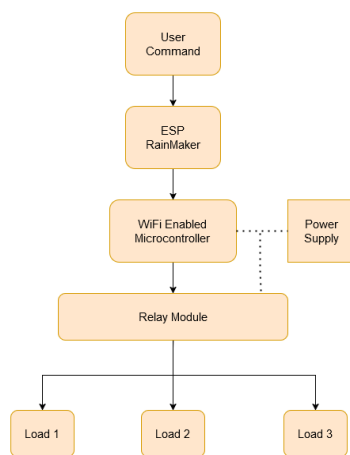 User
Command
ESP
RainMaker
WiFi Enabled
Microcontroller
Power
Supply
Relay Module
Load 1
Load 2
Load 3